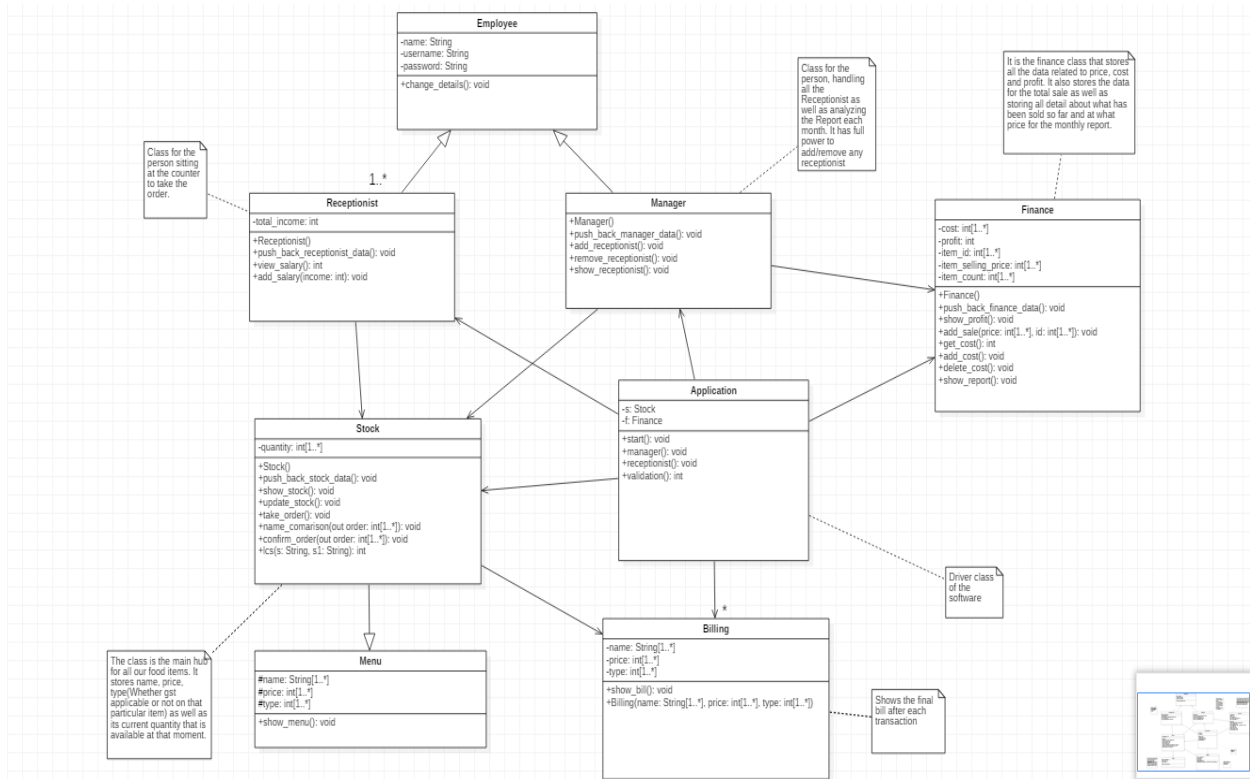 Employee
-name: String
-username: String
-password: String
+change_details(): void
Class for the
person, handling
all the
Receptionist as
well as analyzing
the Report each
month. It has full
power to
add/remove any
receptionist
It is the finance class that stores
all the data related to price, cost
and profit. It also stores the data
for the total sale as well as
storing all detail about what has
been sold so far and at what
price for the monthly report.
Class for the
person sitting
at the counter
to take the
order.
1..*
Receptionist
-total_income: int
+Receptionist()
+push_back_receptionist_data(): void
+view_salary(): int
+add_salary(income: int): void
Manager
+Manager()
+push_back_manager_data(): void
+add_receptionist(): void
+remove_receptionist(): void
+show_receptionist(): void
Finance
-cost: int[1..*]
-profit: int
-item_id: int[1..*]
-item_selling_price: int[1..*]
-item_count: int[1..*]
+Finance()
+push_back_finance_data(): void
+show_profit(): void
+add_sale(price: int[1..*], id: int[1..*]): void
+get_cost(): int
+add_cost(): void
+delete_cost(): void
+show_report(): void
Application
-s: Stock
-f: Finance
+start(): void
+manager(): void
+receptionist(): void
+validation(): int
Stock
-quantity: int[1..*]
+Stock()
+push_back_stock_data(): void
+show_stock(): void
+update_stock(): void
+take_order(): void
+name_comarison(out order: int[1..*]): void
+confirm_order(out order: int[1..*]): void
+lcs(s: String, s1: String): int
Driver class
of the
software
*
Billing
-name: String[1..*]
-price: int[1..*]
-type: int[1..*]
+show_bill(): void
+Billing(name: String[1..*], price: int[1..*], type: int[1..*])
The class is the main hub
for all our food items. It
stores name, price,
type(Whether gst
applicable or not on that
particular item) as well as
its current quantity that is
available at that moment.
Menu
#name: String[1..*]
#price: int[1..*]
#type: int[1..*]
+show_menu(): void
Shows the final
bill after each
transaction